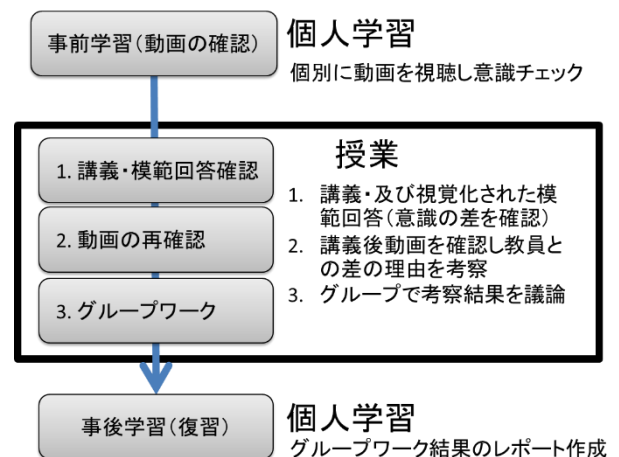 事前学習(動画の確認)
個人学習
個別に動画を視聴し意識チェック
授業
1. 講義・模範回答確認
2. 動画の再確認
3. グループワーク
1. 講義・及び視覚化された模
範回答(意識の差を確認)
2. 講義後動画を確認し教員と
の差の理由を考察
3. グループで考察結果を議論
事後学習(復習)
個人学習
グループワーク結果のレポート作成